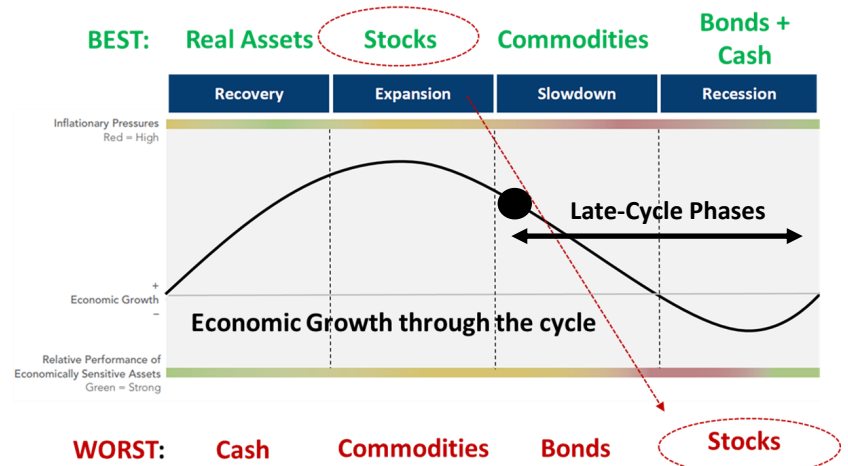 BEST: Real Assets Stocks Commodities Bonds +
Cash
Recovery Expansion Slowdown Recession
Inflationary Pressures
Red = High
Late-Cycle Phases
+
Economic Growth
−
Economic Growth through the cycle
Relative Performance of
Economically Sensitive Assets
Green = Strong
WORST: Cash Commodities Bonds Stocks